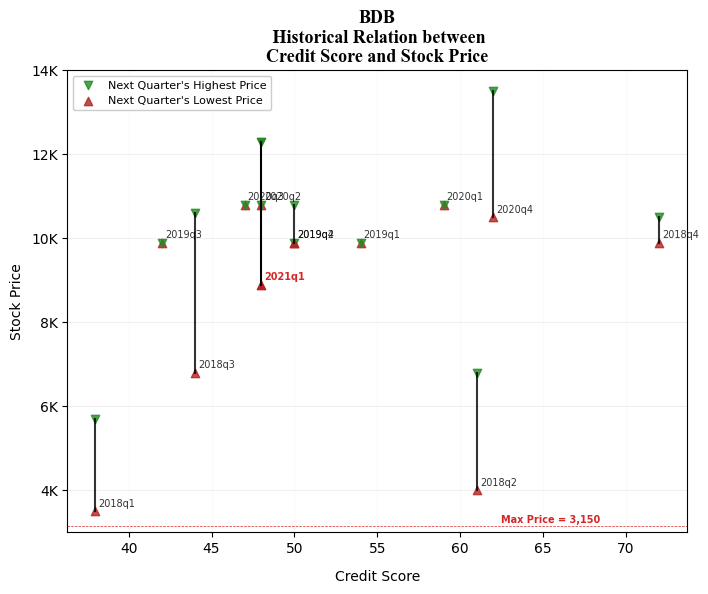 BDB
Historical Relation between
Credit Score and Stock Price
14K
12K
10K
8K
6K
4K
Stock Price
Next Quarter's Highest Price
Next Quarter's Lowest Price
2020q4
2020q1
2020q2
2019q3
2019q1
2018q4
2021q1
2018q3
2018q2
2018q1
Max Price = 3,150
40
45
50
55
60
65
70
Credit Score